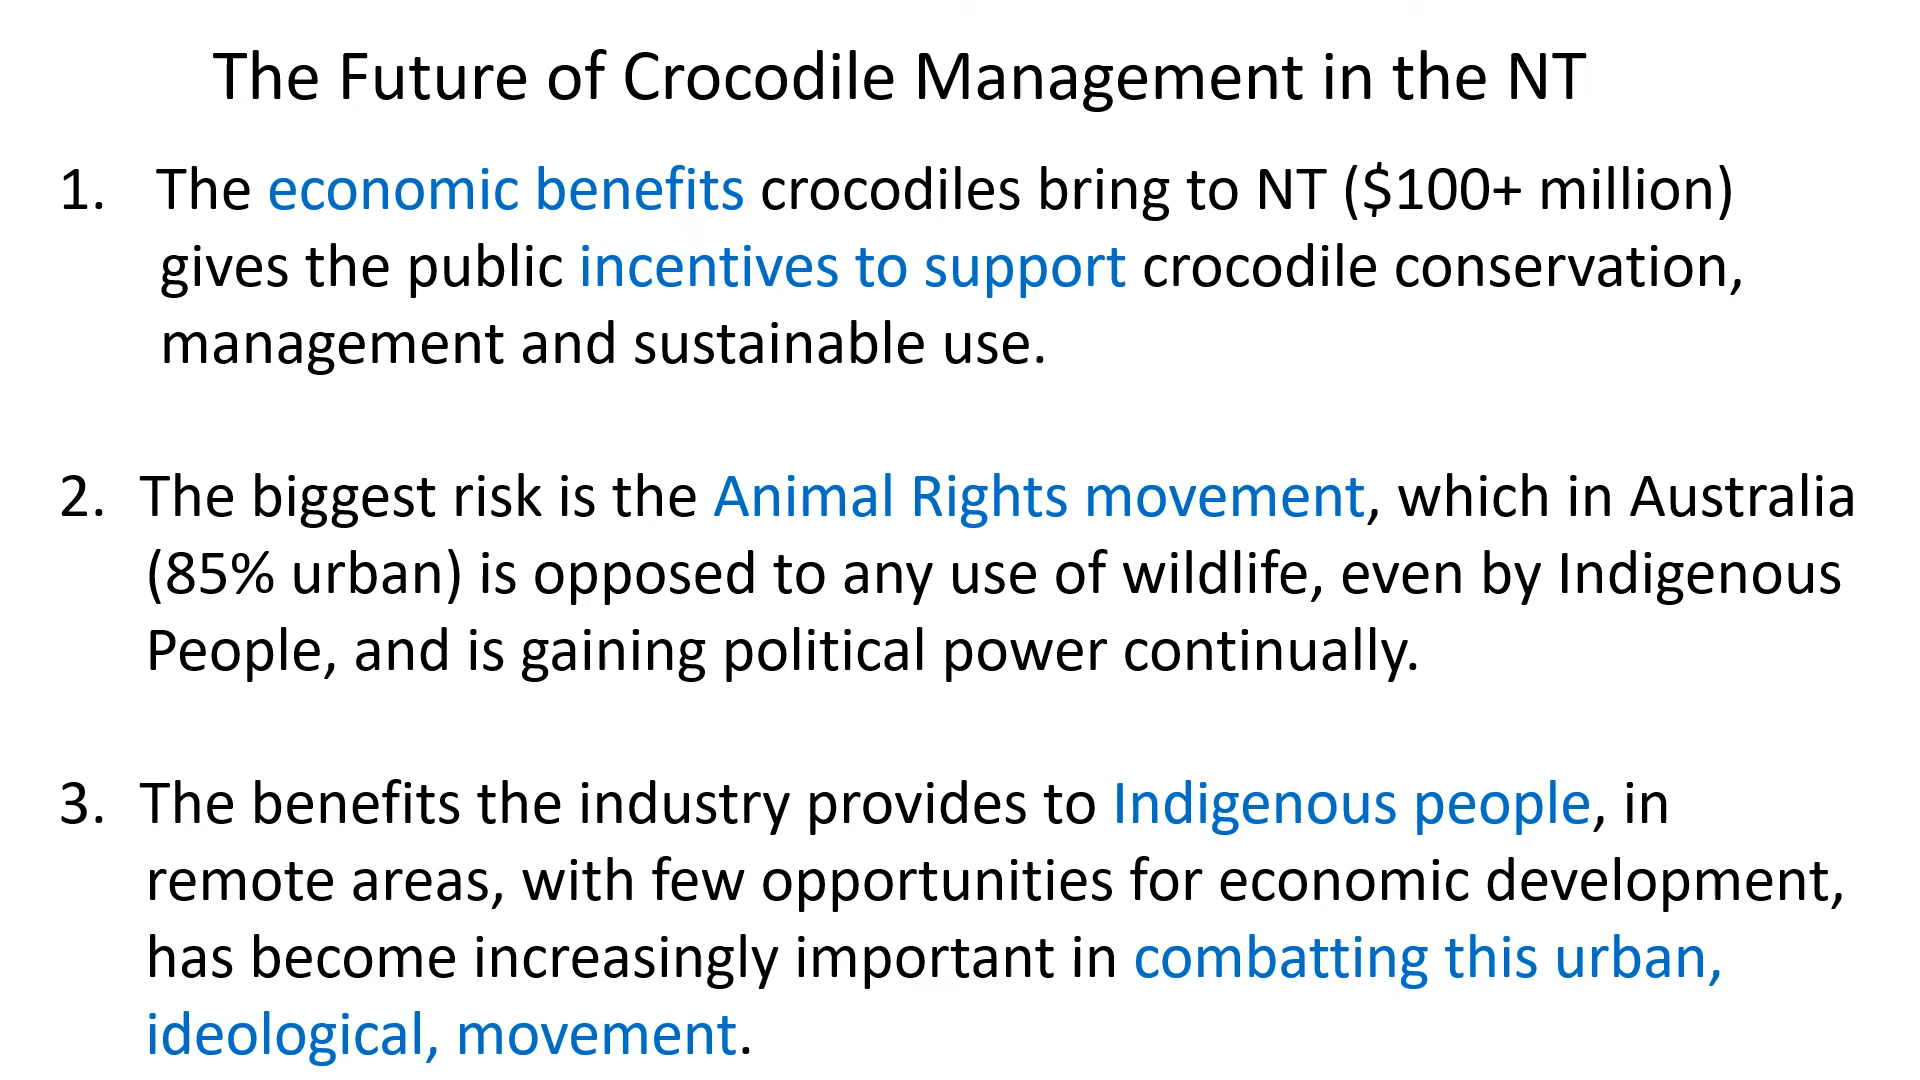 The Future of Crocodile Management in the NT
1. The economic benefits crocodiles bring to NT ($100+ million)
gives the public incentives to support crocodile conservation,
management and sustainable use.
2. The biggest risk is the Animal Rights movement, which in Australia
(85% urban) is opposed to any use of wildlife, even by Indigenous
People, and is gaining political power continually.
3. The benefits the industry provides to Indigenous people, in
remote areas, with few opportunities for economic development,
has become increasingly important in combatting this urban,
ideological, movement.